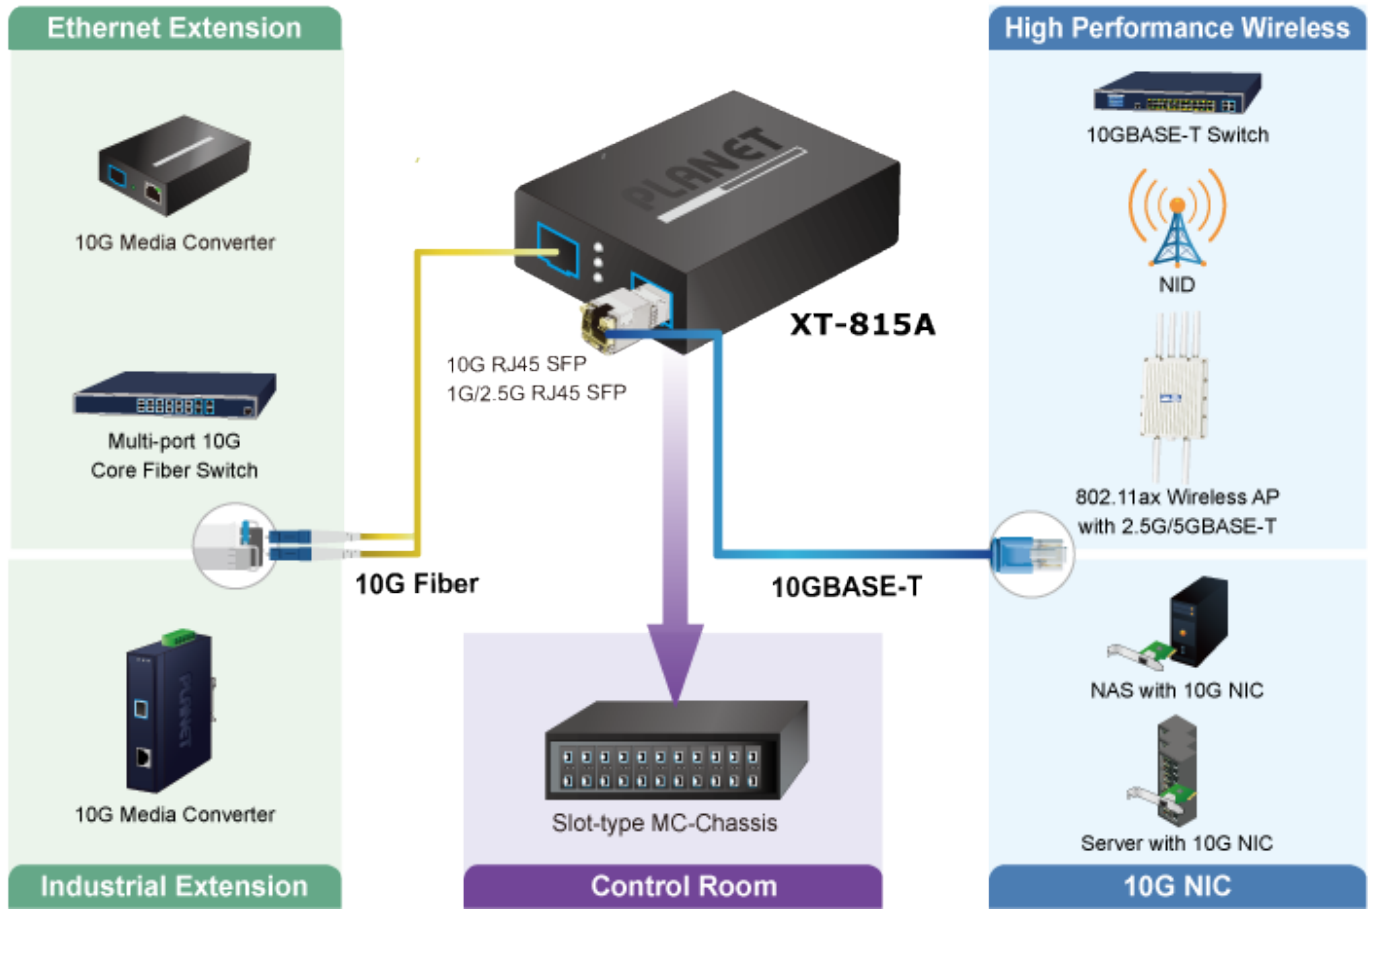 Ethernet Extension
10G Media Converter
Multi-port 10G
Core Fiber Switch
10G Fiber
10G Media Converter
PLANET
Industrial Extension
PLANET
XT-815A
10G RJ45 SFP
1G/2.5G RJ45 SFP
10GBASE-T
Slot-type MC-Chassis
Control Room
High Performance Wireless
10GBASE-T Switch
NID
802.11ax Wireless AP
with 2.5G/5GBASE-T
NAS with 10G NIC
Server with 10G NIC
10G NIC